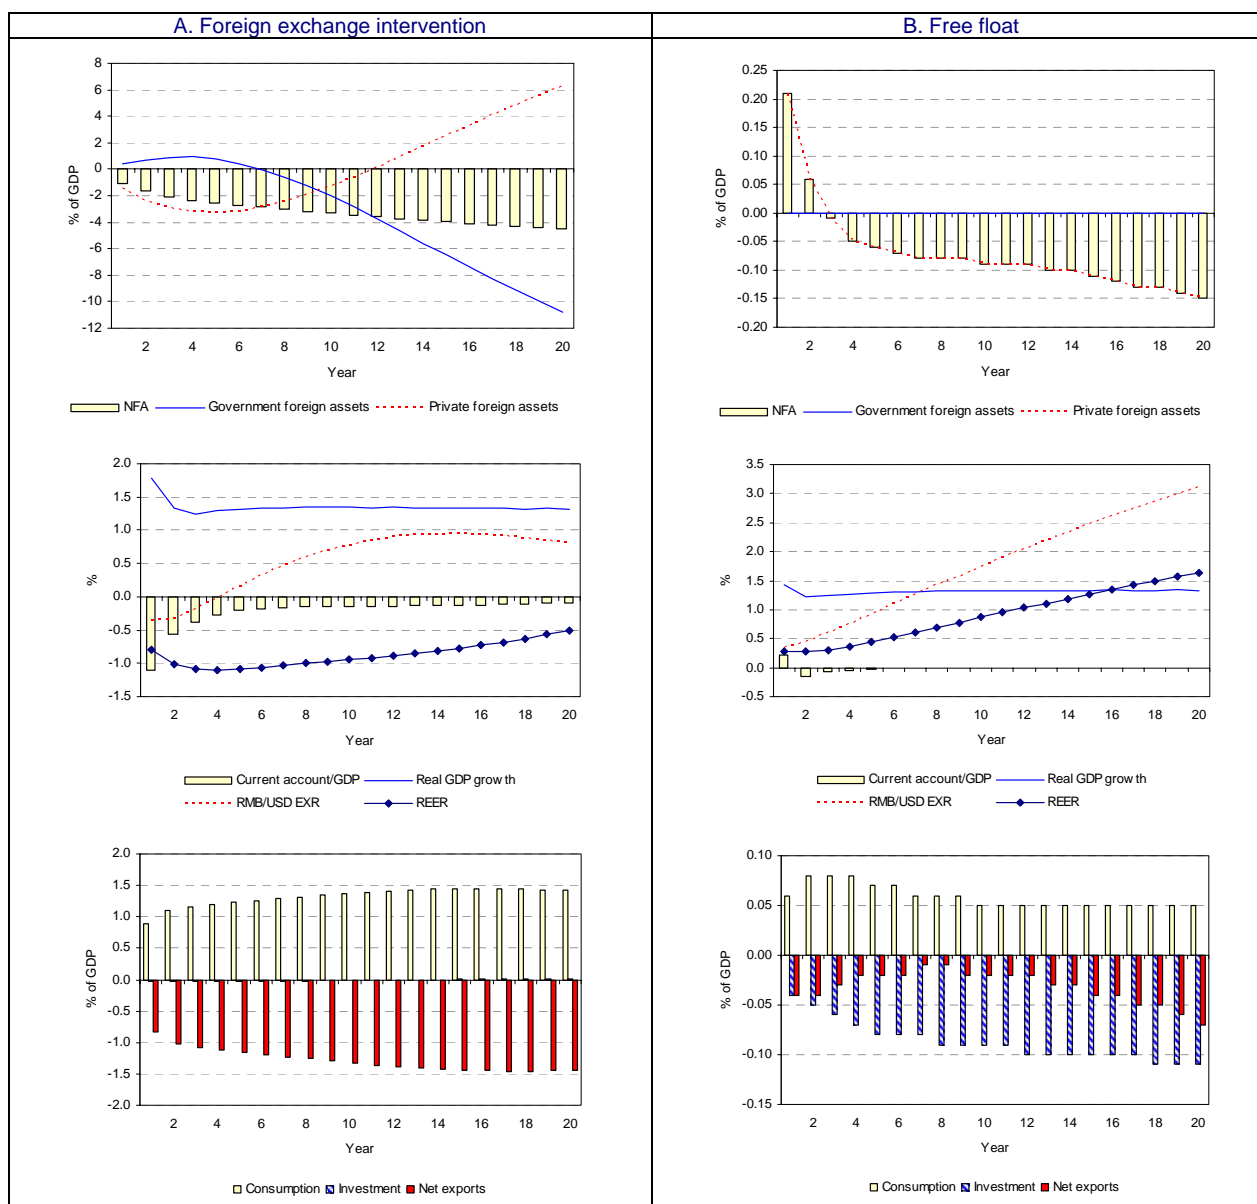 A. Foreign exchange intervention
B. Free float
8
6
4
2
0
-2
-4
-6
-8
-10
-12
% of GDP
2 4 6 8 10 12 14 16 18 20
Year
NFA Government foreign assets Private foreign assets
0.25
0.20
0.15
0.10
0.05
0.00
-0.05
-0.10
-0.15
-0.20
% of GDP
2 4 6 8 10 12 14 16 18 20
Year
NFA Government foreign assets Private foreign assets
2.0
1.5
1.0
0.5
0.0
-0.5
-1.0
-1.5
%
2 4 6 8 10 12 14 16 18 20
Year
Current account/GDP Real GDP growth
RMB/USD EXR REER
3.5
3.0
2.5
2.0
1.5
1.0
0.5
0.0
-0.5
%
2 4 6 8 10 12 14 16 18 20
Year
Current account/GDP Real GDP growth
RMB/USD EXR REER
2.0
1.5
1.0
0.5
0.0
-0.5
-1.0
-1.5
-2.0
% of GDP
2 4 6 8 10 12 14 16 18 20
Year
Consumption Investment Net exports
0.10
0.05
0.00
-0.05
-0.10
-0.15
% of GDP
2 4 6 8 10 12 14 16 18 20
Year
Consumption Investment Net exports